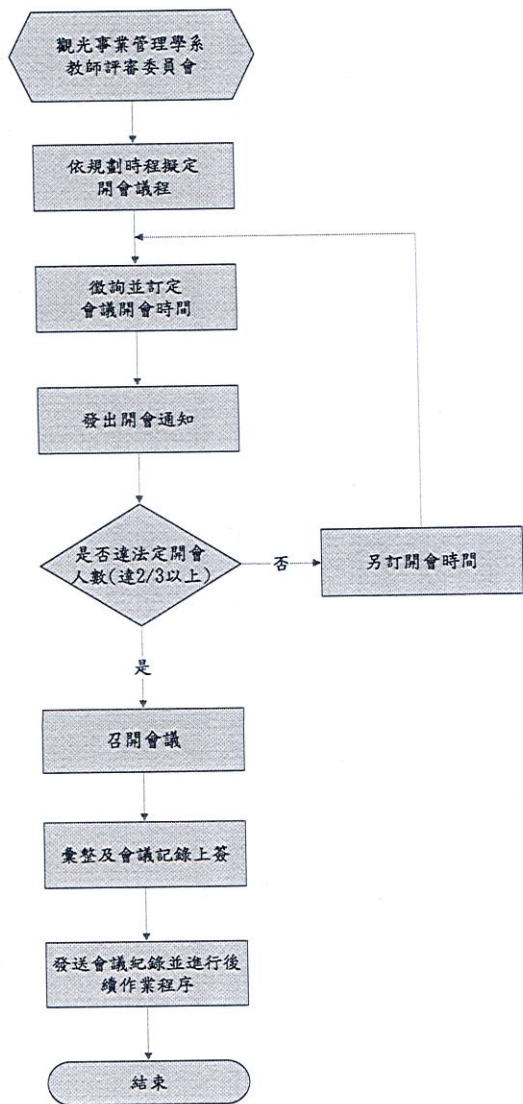 觀光事業管理學系
教師評審委員會
依規劃時程擬定
開會議程
徵詢並訂定
會議開會時間
發出開會通知
是否達法定開會
人數(達2/3以上)
否
另訂開會時間
是
召開會議
彙整及會議記錄上簽
發送會議紀錄並進行後
續作業程序
結束